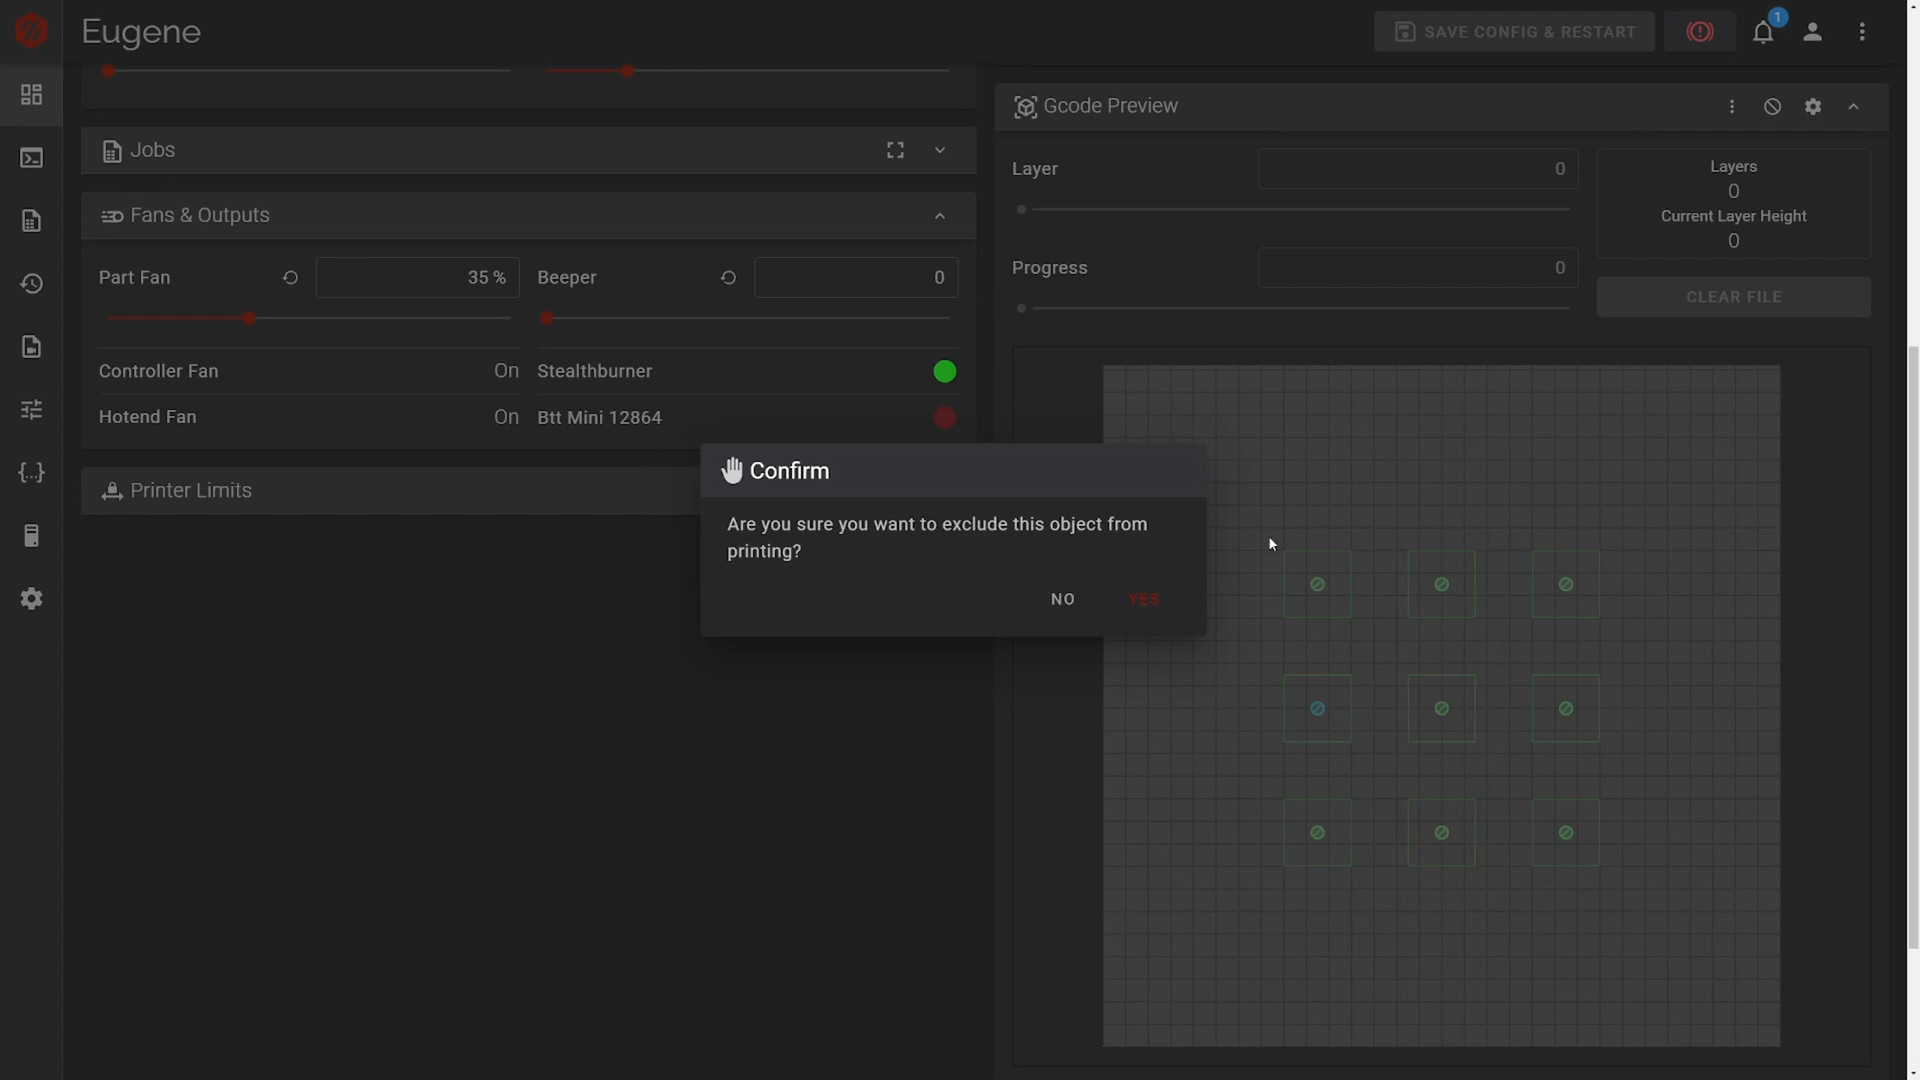 Eugene
SAVE CONFIG & RESTART
1
Jobs
Fans & Outputs
Part Fan
35 %
Beeper
0
Controller Fan
On
Stealthburner
Hotend Fan
On
Btt Mini 12864
Printer Limits
Gcode Preview
Layer
0
Layers
0
Current Layer Height
0
Progress
0
CLEAR FILE
Confirm
Are you sure you want to exclude this object from
printing?
NO
YES